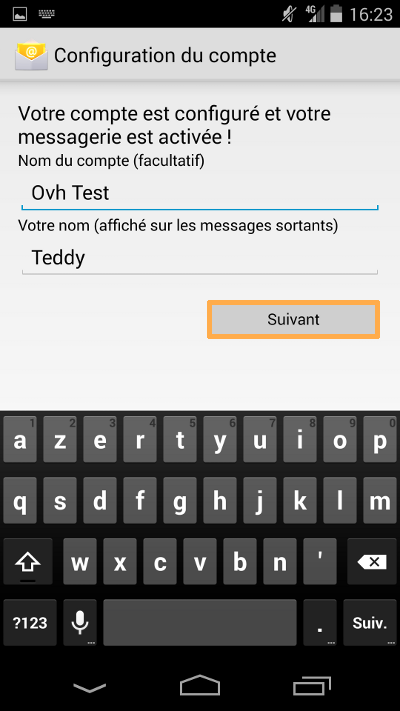 4G 16:23
Configuration du compte
Votre compte est configuré et votre
messagerie est activée !
Nom du compte (facultatif)
Ovh Test
Votre nom (affiché sur les messages sortants)
Teddy
Suivant
1 2 3 4 5 6 7 8 9 0
a z e r t y u i o p
q s d f g h j k l m
w x c v b n '
?123 ... . ... Suiv.